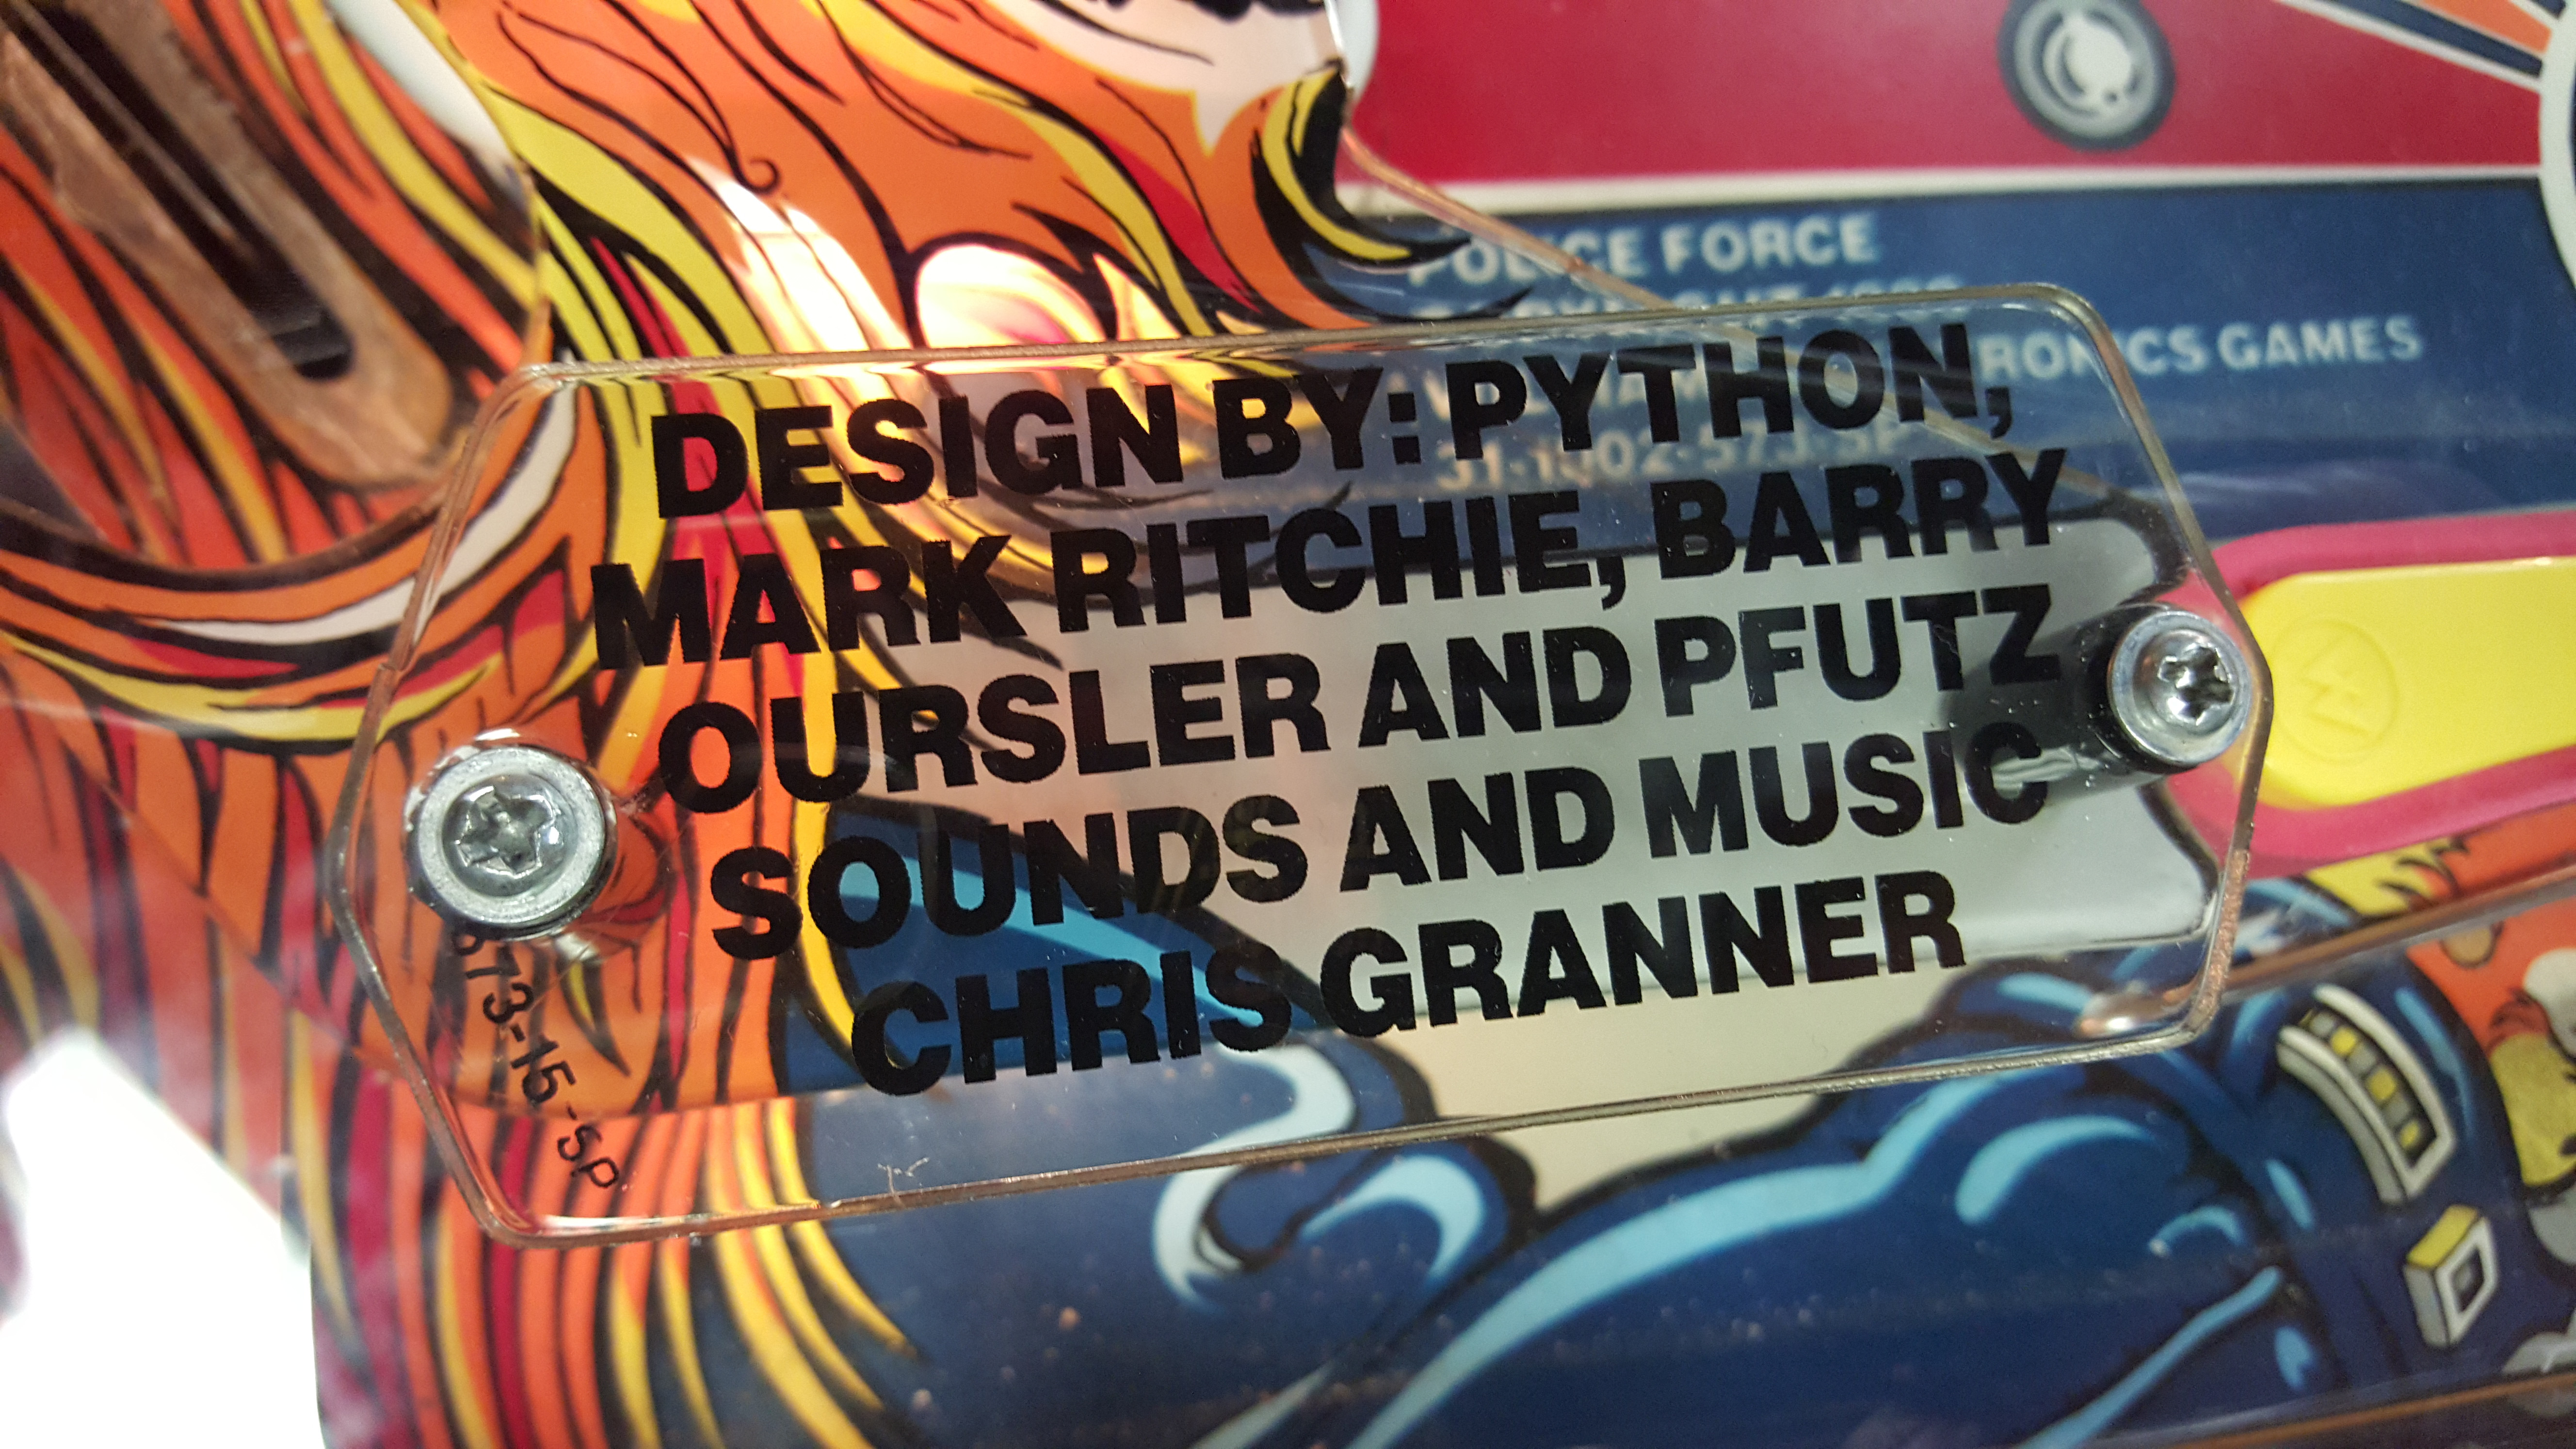 POLICE FORCE
RONICS GAMES
DESIGN BY: PYTHON,
MARK RITCHIE, BARRY
OURSLER AND PFUTZ
SOUNDS AND MUSIC
CHRIS GRANNER
573-15-SP